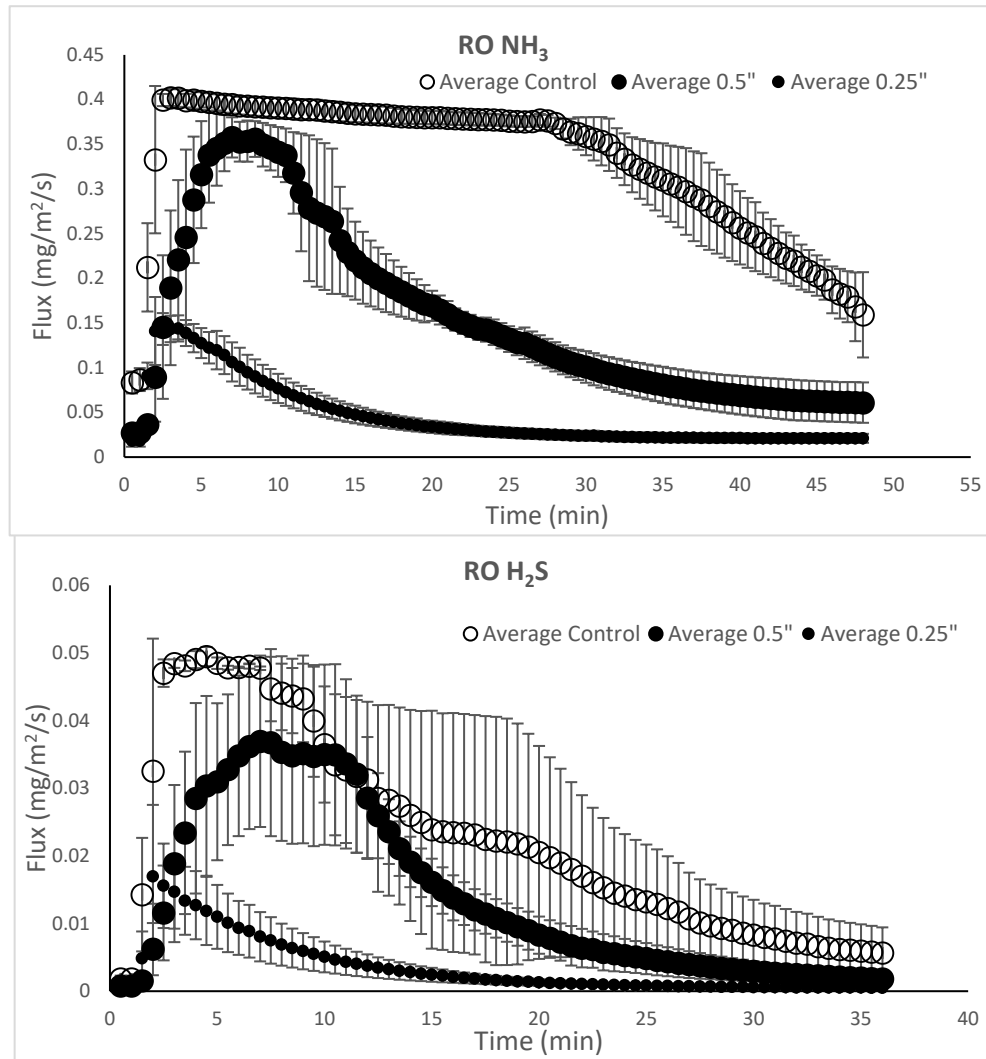 RO NH₃
○ Average Control ● Average 0.5" • Average 0.25"
Flux (mg/m²/s)
0.45
0.4
0.35
0.3
0.25
0.2
0.15
0.1
0.05
0
0 5 10 15 20 25 30 35 40 45 50 55
Time (min)
RO H₂S
○ Average Control ● Average 0.5" • Average 0.25"
Flux (mg/m²/s)
0.06
0.05
0.04
0.03
0.02
0.01
0
0 5 10 15 20 25 30 35 40
Time (min)